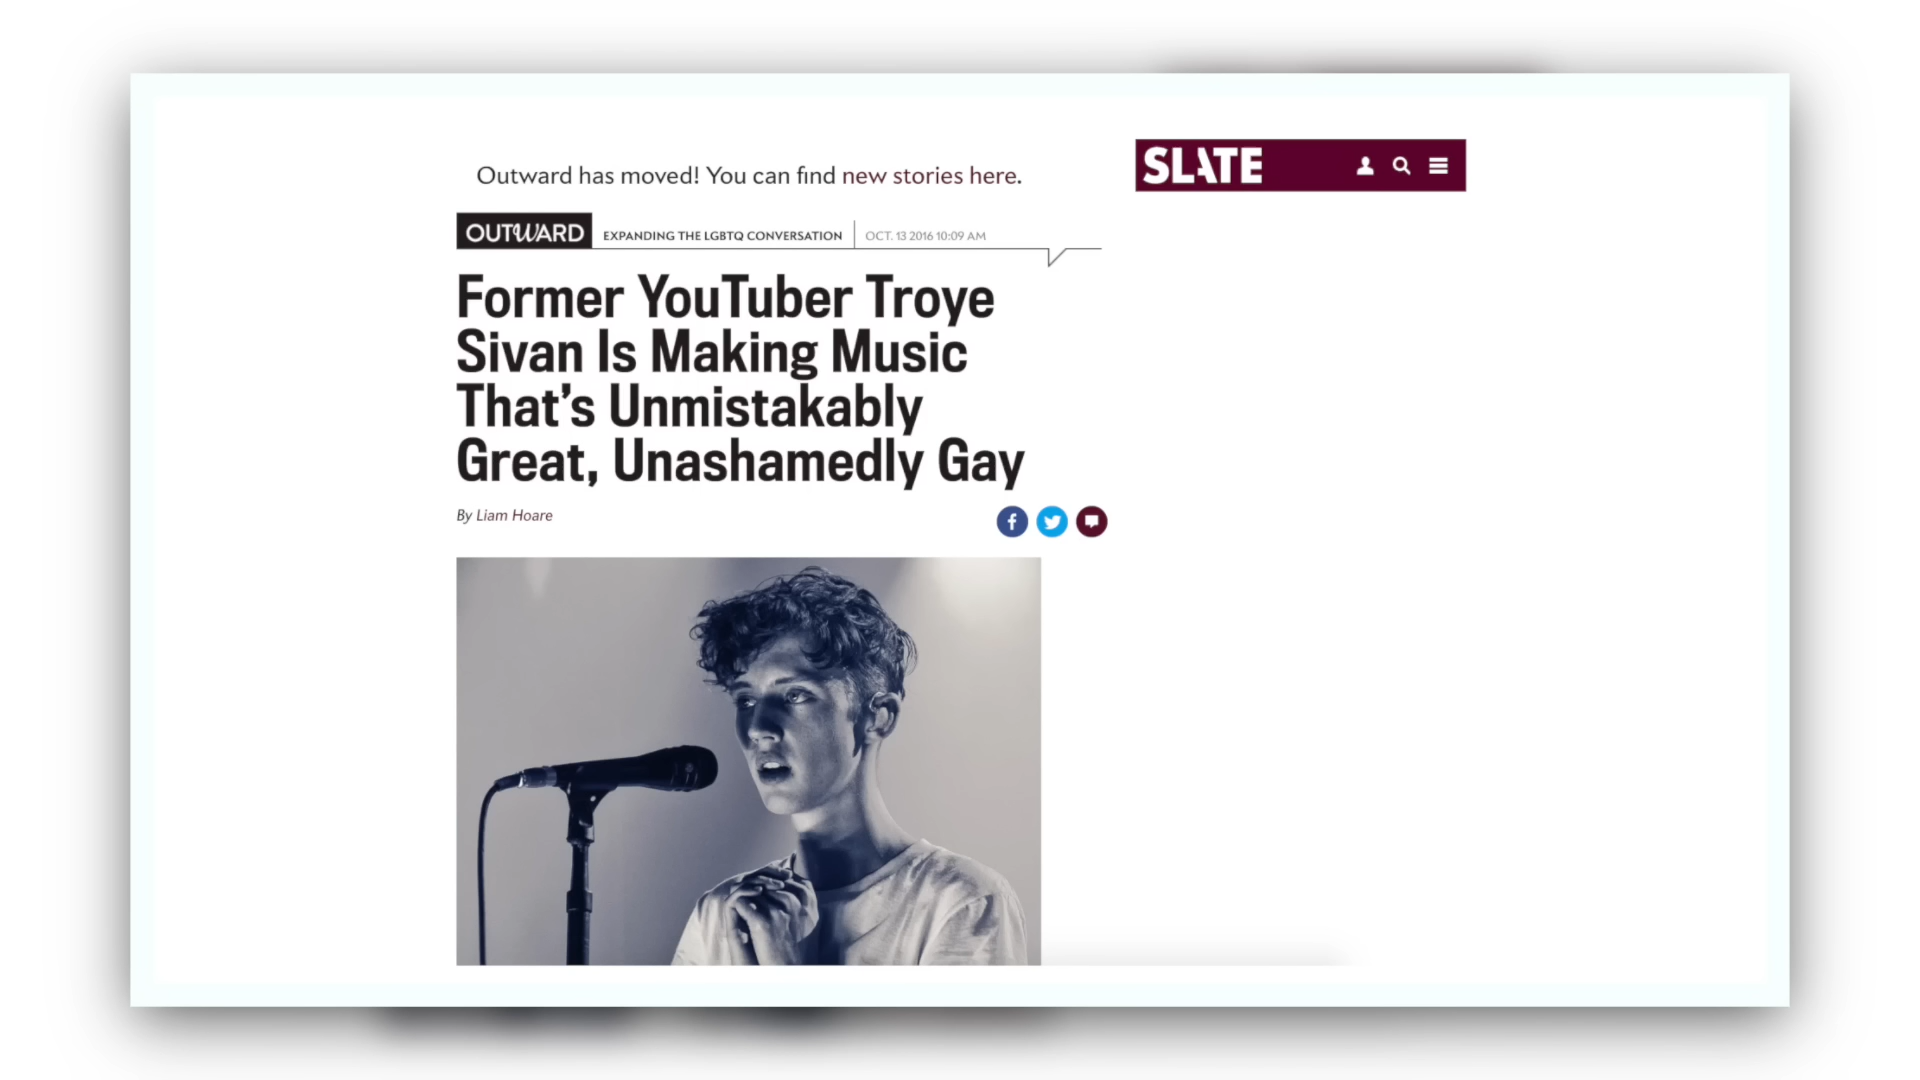 Outward has moved! You can find new stories here.
SLATE
OUTWARD EXPANDING THE LGBTQ CONVERSATION OCT. 13 2016 10:09 AM
Former YouTuber Troye
Sivan Is Making Music
That’s Unmistakably
Great, Unashamedly Gay
By Liam Hoare